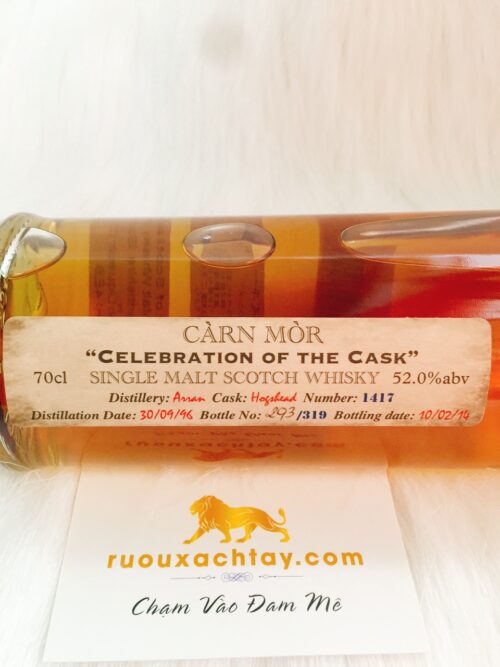 CÀRN MÒR
“CELEBRATION OF THE CASK”
70cl SINGLE MALT SCOTCH WHISKY 52.0%abv
Distillery: Arran Cask: Hogshead Number: 1417
Distillation Date: 30/09/96 Bottle No: 293/319 Bottling date: 10/02/14
ruouxachtay.com
Chạm Vào Đam Mê